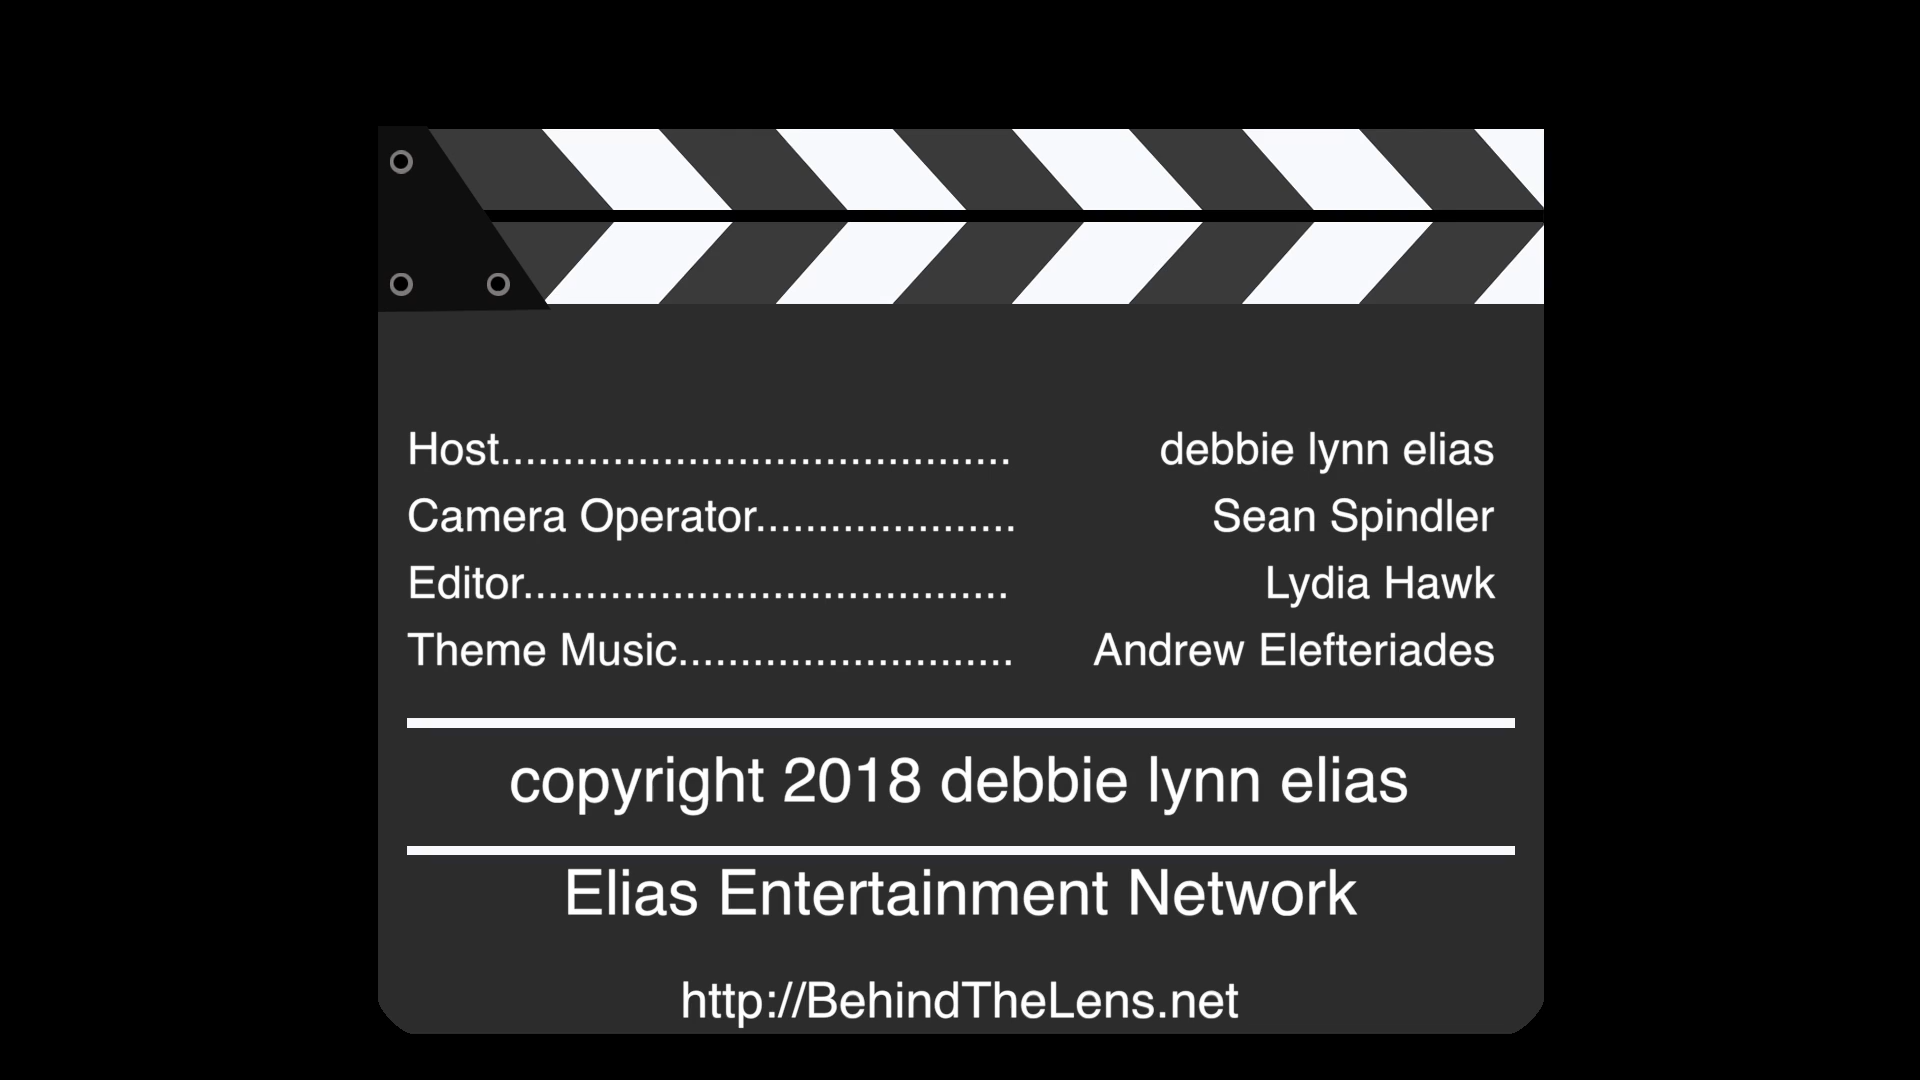 Host......................................... debbie lynn elias
Camera Operator..................... Sean Spindler
Editor....................................... Lydia Hawk
Theme Music........................... Andrew Elefteriades
copyright 2018 debbie lynn elias
Elias Entertainment Network
http://BehindTheLens.net